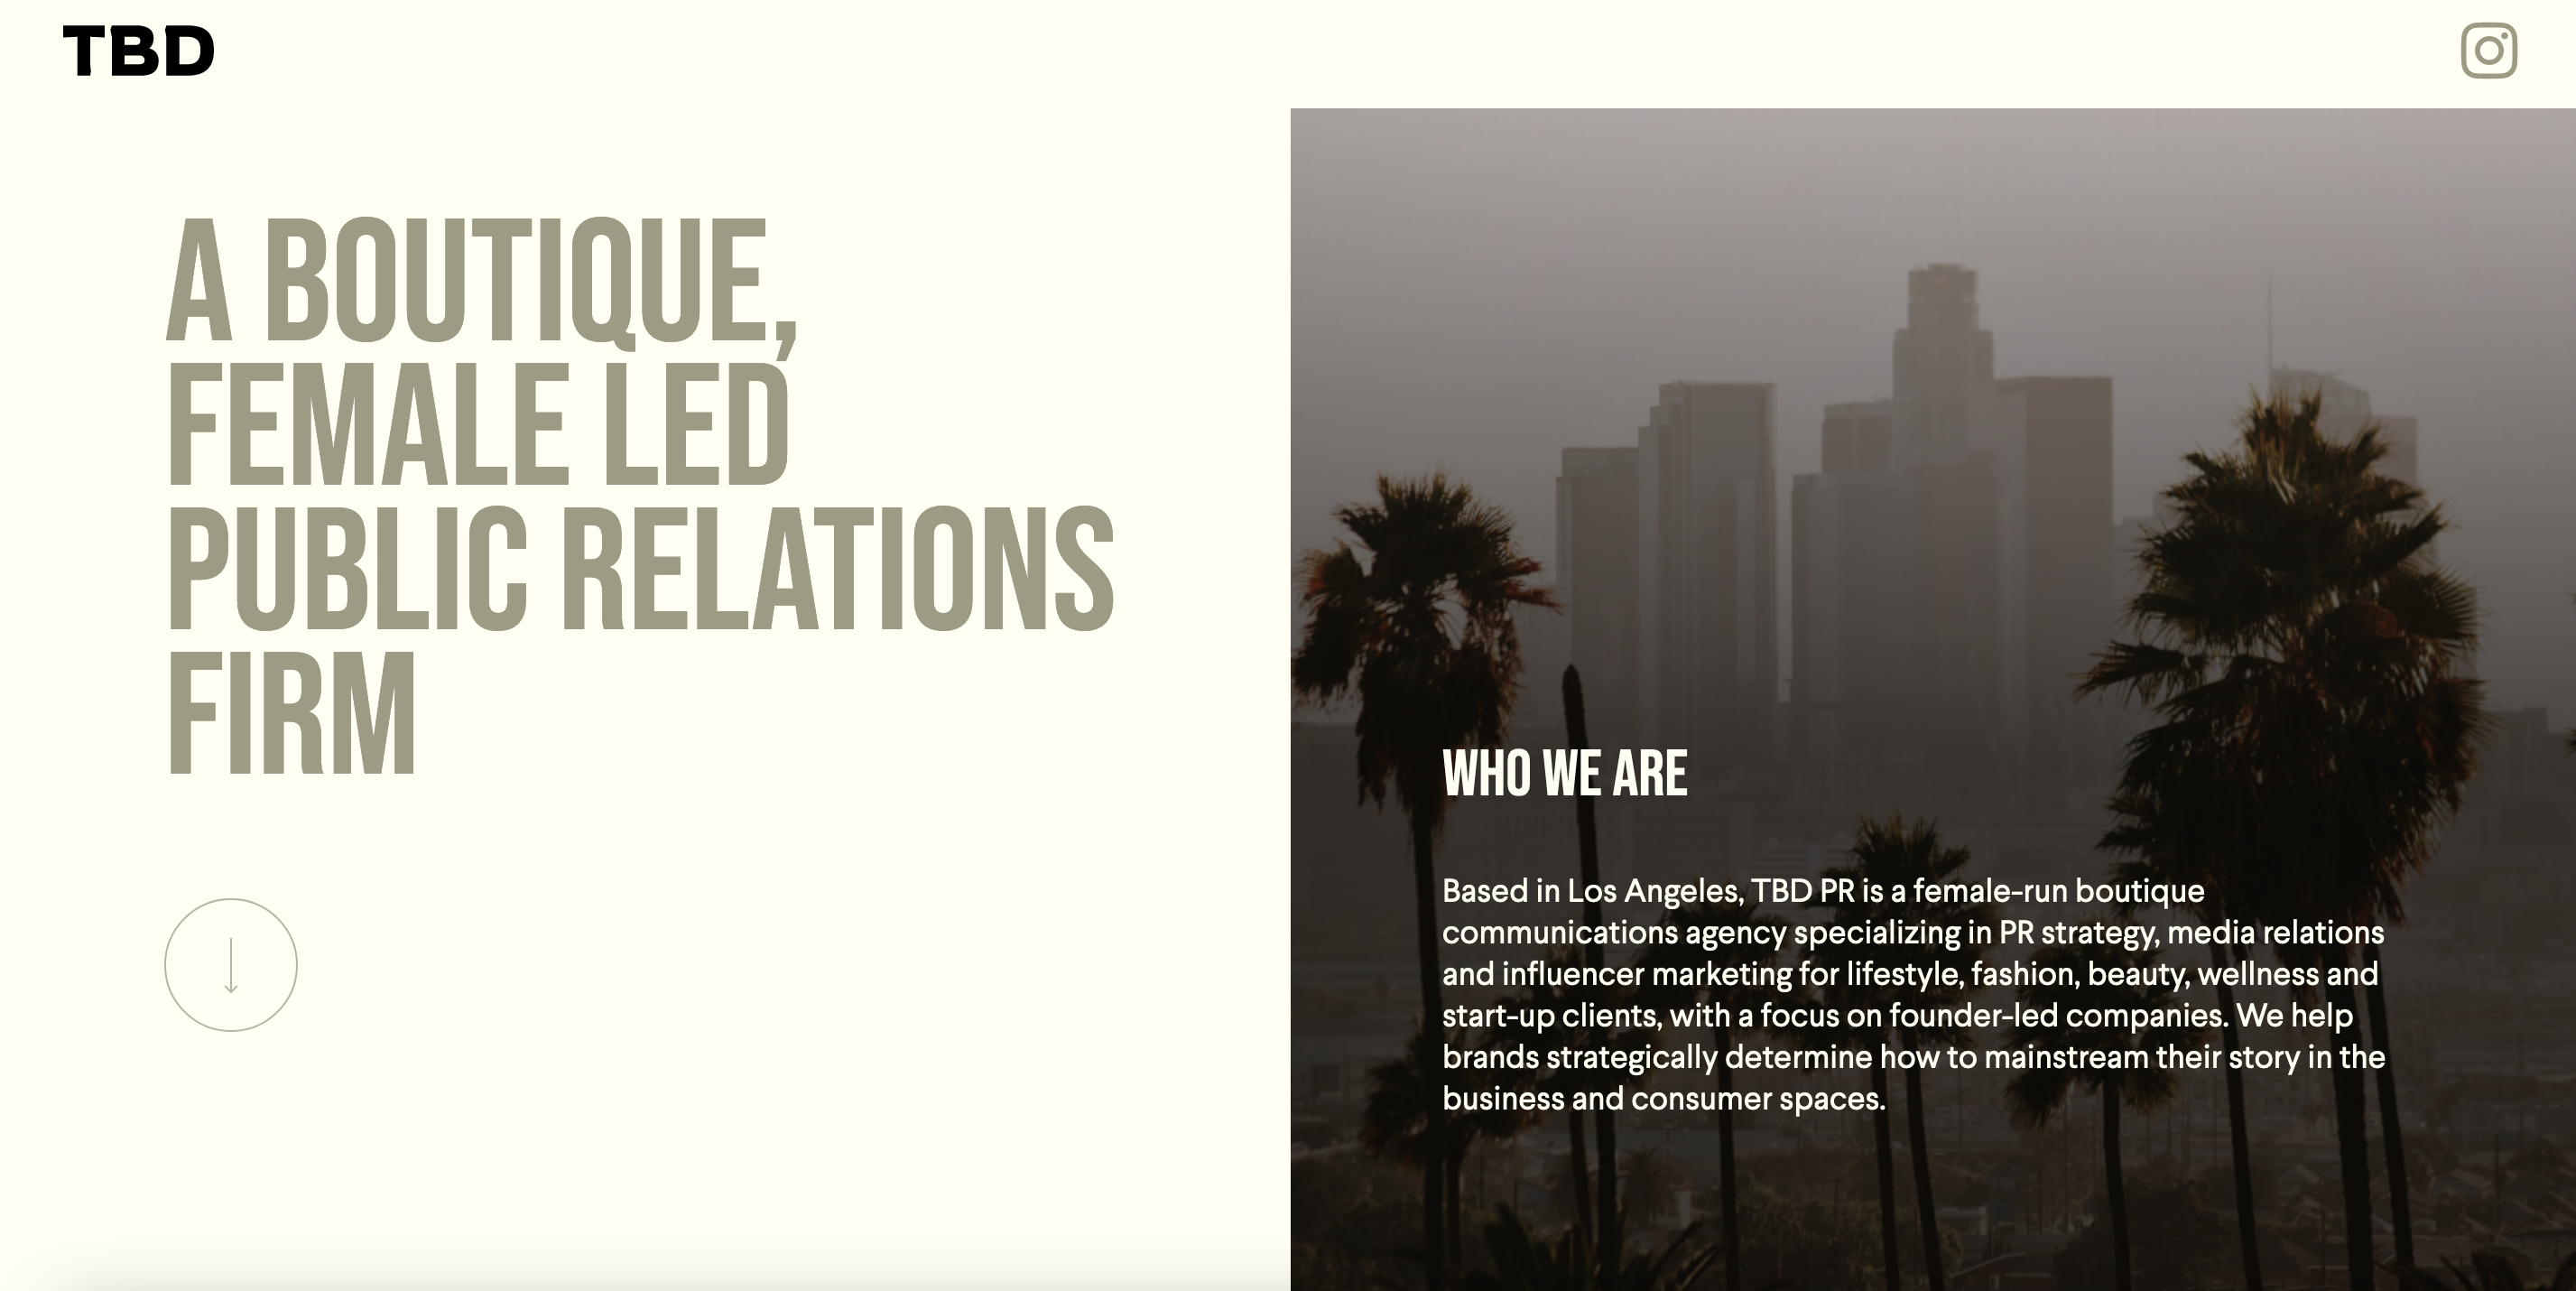 TBD
A BOUTIQUE,
FEMALE LED
PUBLIC RELATIONS
FIRM
WHO WE ARE
Based in Los Angeles, TBD PR is a female-run boutique
communications agency specializing in PR strategy, media relations
and influencer marketing for lifestyle, fashion, beauty, wellness and
start-up clients, with a focus on founder-led companies. We help
brands strategically determine how to mainstream their story in the
business and consumer spaces.